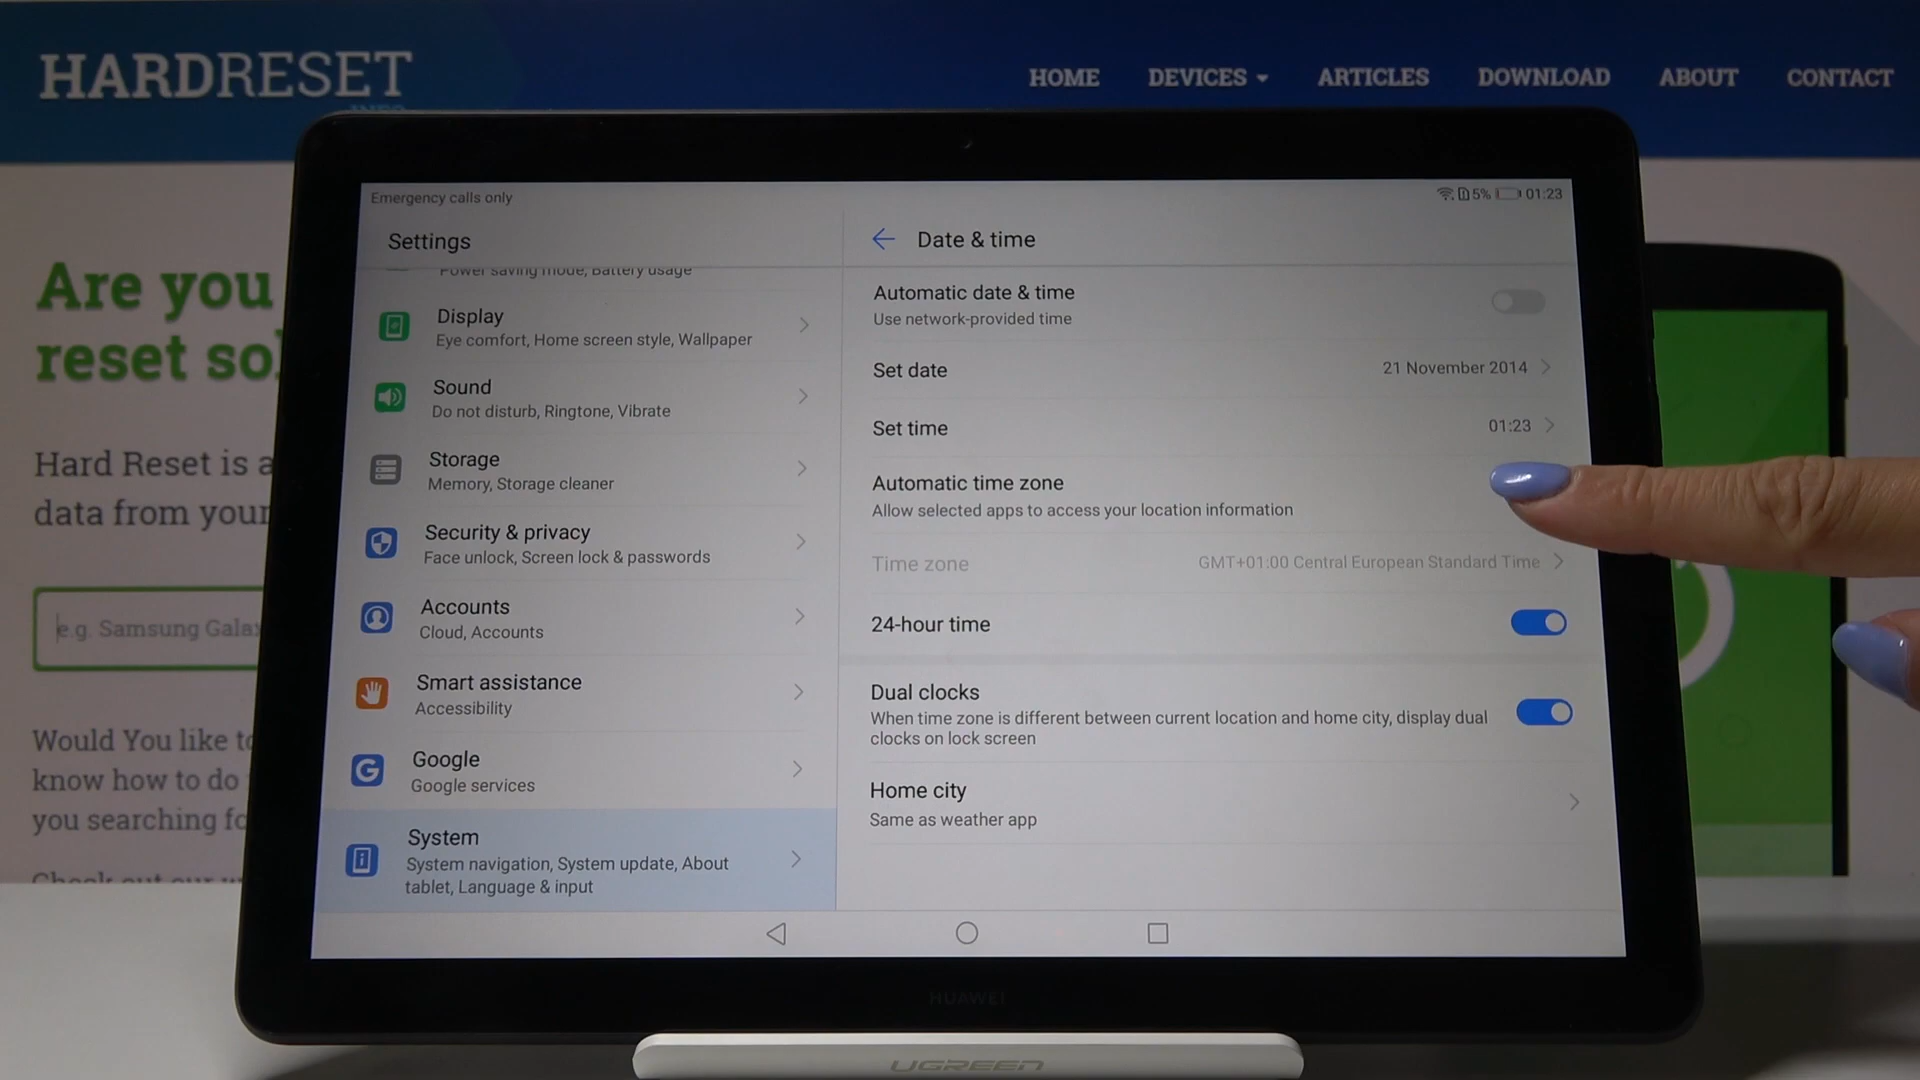 HARDRESET
HOME DEVICES ARTICLES DOWNLOAD ABOUT CONTACT
Are you
reset so
Hard Reset is a
data from your
e.g. Samsung Gala
Would You like to
know how to do
you searching fo
Emergency calls only
5% 01:23
Settings
Power saving mode, Battery usage
Display
Eye comfort, Home screen style, Wallpaper
Sound
Do not disturb, Ringtone, Vibrate
Storage
Memory, Storage cleaner
Security & privacy
Face unlock, Screen lock & passwords
Accounts
Cloud, Accounts
Smart assistance
Accessibility
Google
Google services
System
System navigation, System update, About
tablet, Language & input
Date & time
Automatic date & time
Use network-provided time
Set date 21 November 2014
Set time 01:23
Automatic time zone
Allow selected apps to access your location information
Time zone GMT+01:00 Central European Standard Time
24-hour time
Dual clocks
When time zone is different between current location and home city, display dual
clocks on lock screen
Home city
Same as weather app
HUAWEI
UGREEN